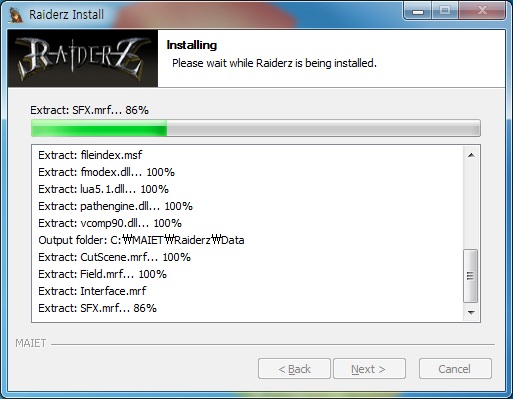 Raiderz Install
RAIDERZ
Installing
Please wait while Raiderz is being installed.
Extract: SFX.mrf... 86%
Extract: fileindex.msf
Extract: fmodex.dll... 100%
Extract: lua5.1.dll... 100%
Extract: pathengine.dll... 100%
Extract: vcomp90.dll... 100%
Output folder: C:₩MAIET₩Raiderz₩Data
Extract: CutScene.mrf... 100%
Extract: Field.mrf... 100%
Extract: Interface.mrf
Extract: SFX.mrf... 86%
MAIET
< Back
Next >
Cancel